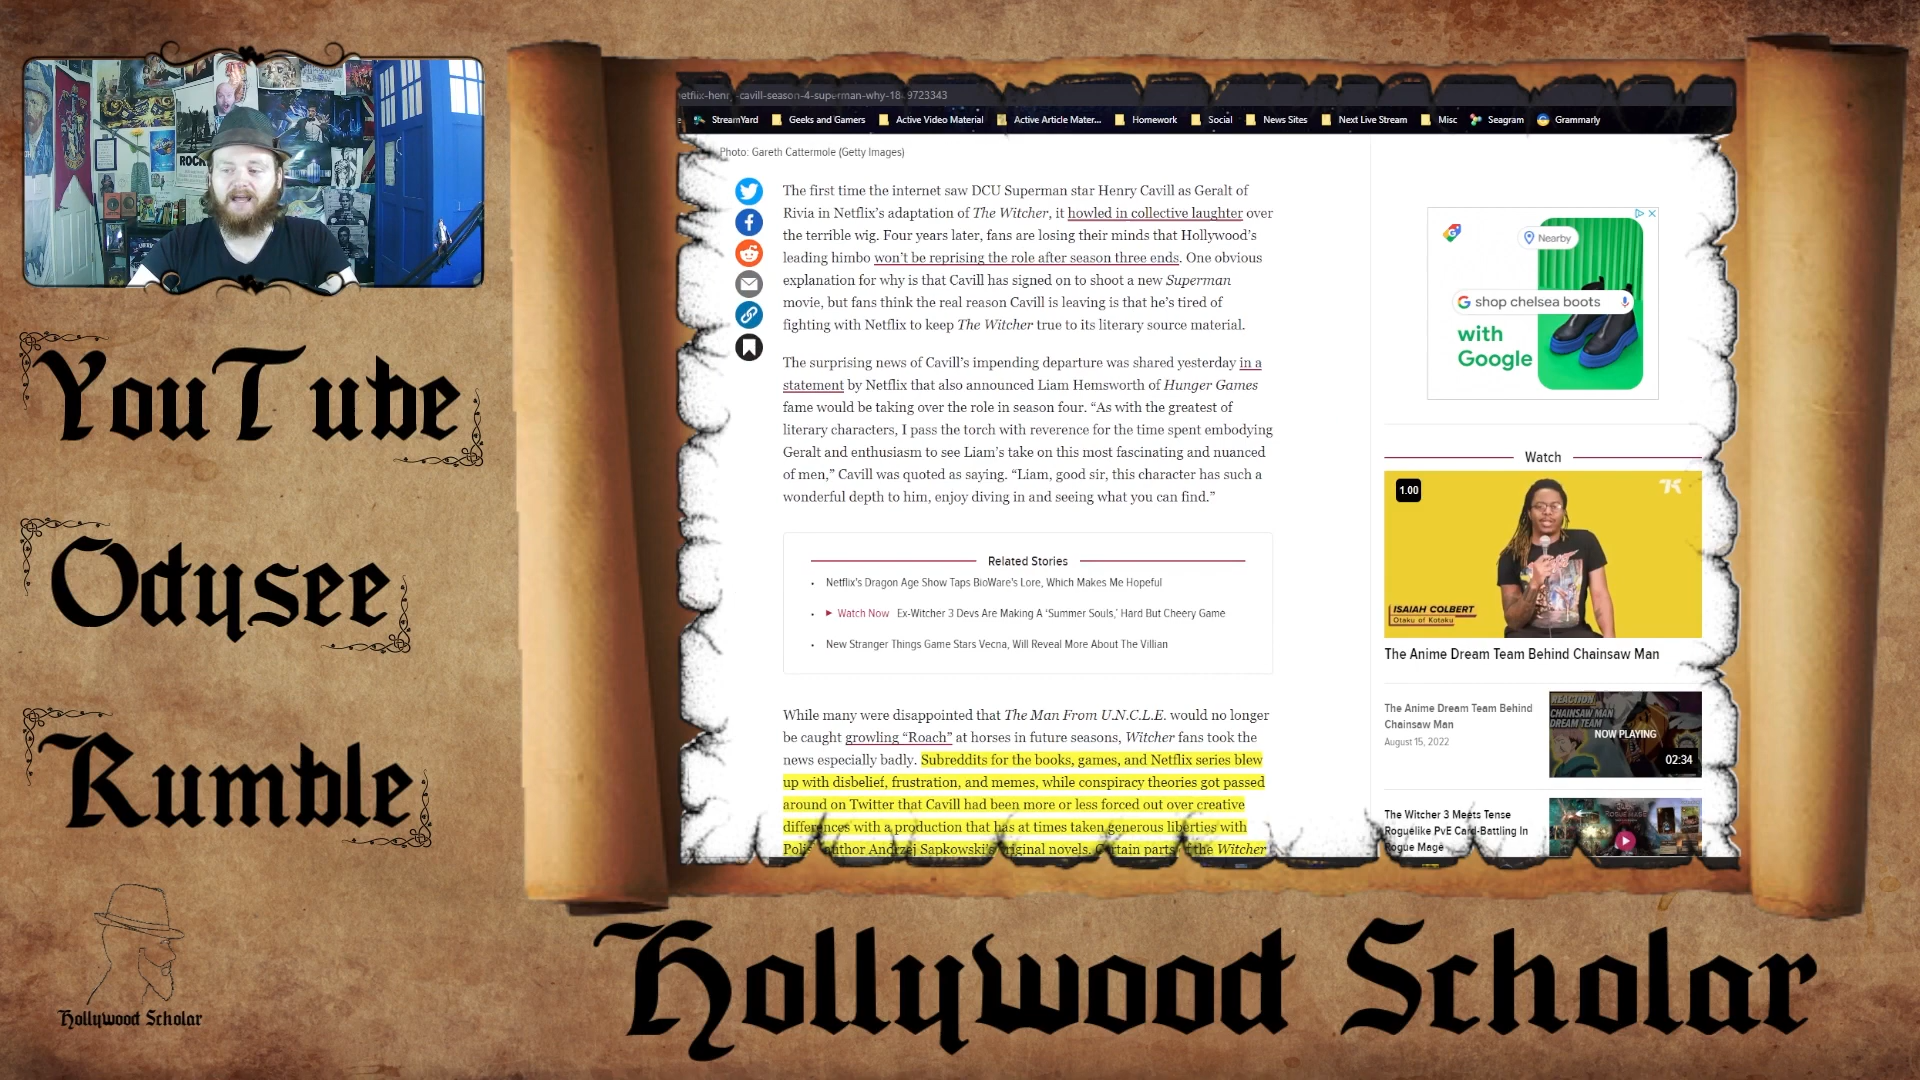 cavill-season-4-superman-why-18
9723343
StreamYard
Geeks and Gamers
Active Video Material
Active Article Mater...
Homework
Social
News Sites
Next Live Stream
Misc
Seagram
Grammarly
ROCK
YouTube
Odysee
Rumble
Hollywood Scholar
Photo: Gareth Cattermole (Getty Images)
The first time the internet saw DCU Superman star Henry Cavill as Geralt of
Rivia in Netflix’s adaptation of The Witcher, it howled in collective laughter over
the terrible wig. Four years later, fans are losing their minds that Hollywood’s
leading himbo won’t be reprising the role after season three ends. One obvious
explanation for why is that Cavill has signed on to shoot a new Superman
movie, but fans think the real reason Cavill is leaving is that he’s tired of
fighting with Netflix to keep The Witcher true to its literary source material.
The surprising news of Cavill’s impending departure was shared yesterday in a
statement by Netflix that also announced Liam Hemsworth of Hunger Games
fame would be taking over the role in season four. “As with the greatest of
literary characters, I pass the torch with reverence for the time spent embodying
Geralt and enthusiasm to see Liam’s take on this most fascinating and nuanced
of men,” Cavill was quoted as saying. “Liam, good sir, this character has such a
wonderful depth to him, enjoy diving in and seeing what you can find.”
Related Stories
Netflix’s Dragon Age Show Taps BioWare’s Lore, Which Makes Me Hopeful
Watch Now Ex-Witcher 3 Devs Are Making A ‘Summer Souls,’ Hard But Cheery Game
New Stranger Things Game Stars Vecna, Will Reveal More About The Villian
While many were disappointed that The Man From U.N.C.L.E. would no longer
be caught growling “Roach” at horses in future seasons, Witcher fans took the
news especially badly. Subreddits for the books, games, and Netflix series blew
up with disbelief, frustration, and memes, while conspiracy theories got passed
around on Twitter that Cavill had been more or less forced out over creative
differences with a production that has at times taken generous liberties with
author Andrzej Sapkowski’s original novels. Certain parts of the Witcher
Nearby
shop chelsea boots
with
Google
Watch
1.00
ISAIAH COLBERT
Otaku of Kotaku
The Anime Dream Team Behind Chainsaw Man
The Anime Dream Team Behind
Chainsaw Man
August 15, 2022
REACTION
CHAINSAW MAN
DREAM TEAM
NOW PLAYING
02:34
The Witcher 3 Meets Tense
Roguelike PvE Card-Battling In
Rogue Mage
Hollywood Scholar